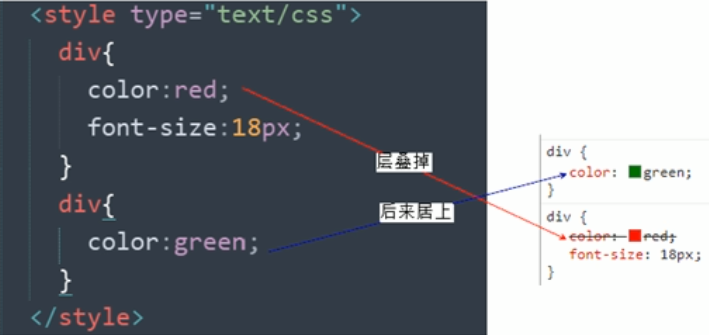 <style type="text/css">
div{
color:red;
font-size:18px;
}
div{
color:green;
}
</style>
层叠掉
后来居上
div {
color: green;
}
div {
color: red;
font-size: 18px;
}